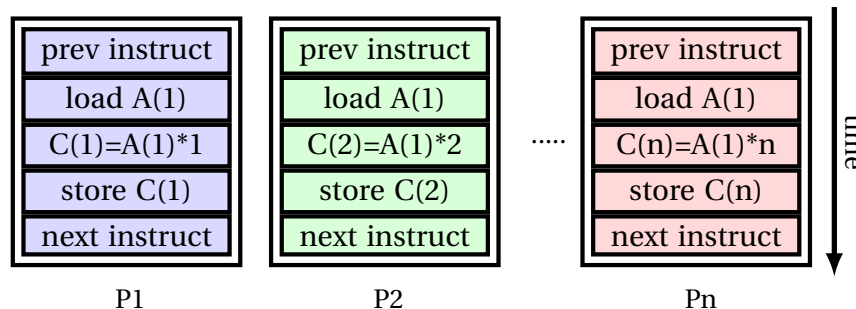 prev instruct
load A(1)
C(1)=A(1)*1
store C(1)
next instruct
P1
prev instruct
load A(1)
C(2)=A(1)*2
store C(2)
next instruct
P2
.....
prev instruct
load A(1)
C(n)=A(1)*n
store C(n)
next instruct
Pn
time